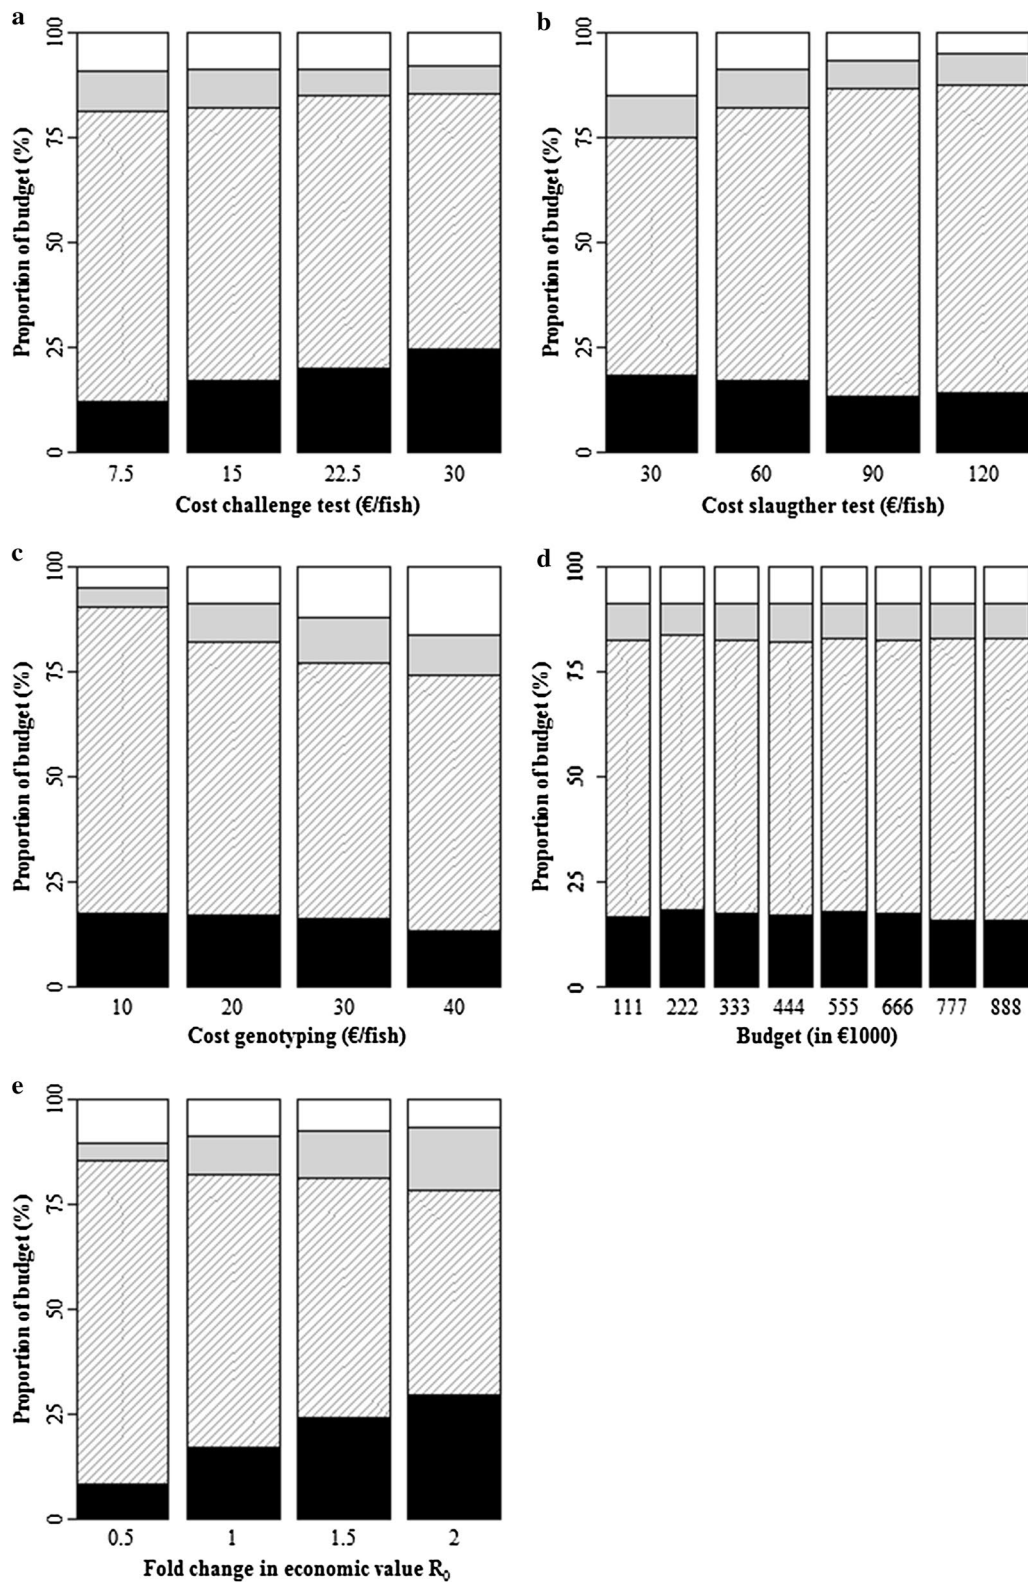 a
Proportion of budget (%)
100
75
50
25
0
7.5 15 22.5 30
Cost challenge test (€/fish)
b
Proportion of budget (%)
100
75
50
25
0
30 60 90 120
Cost slaugther test (€/fish)
c
Proportion of budget (%)
100
75
50
25
0
10 20 30 40
Cost genotyping (€/fish)
d
Proportion of budget (%)
100
75
50
25
0
111 222 333 444 555 666 777 888
Budget (in €1000)
e
Proportion of budget (%)
100
75
50
25
0
0.5 1 1.5 2
Fold change in economic value R₀